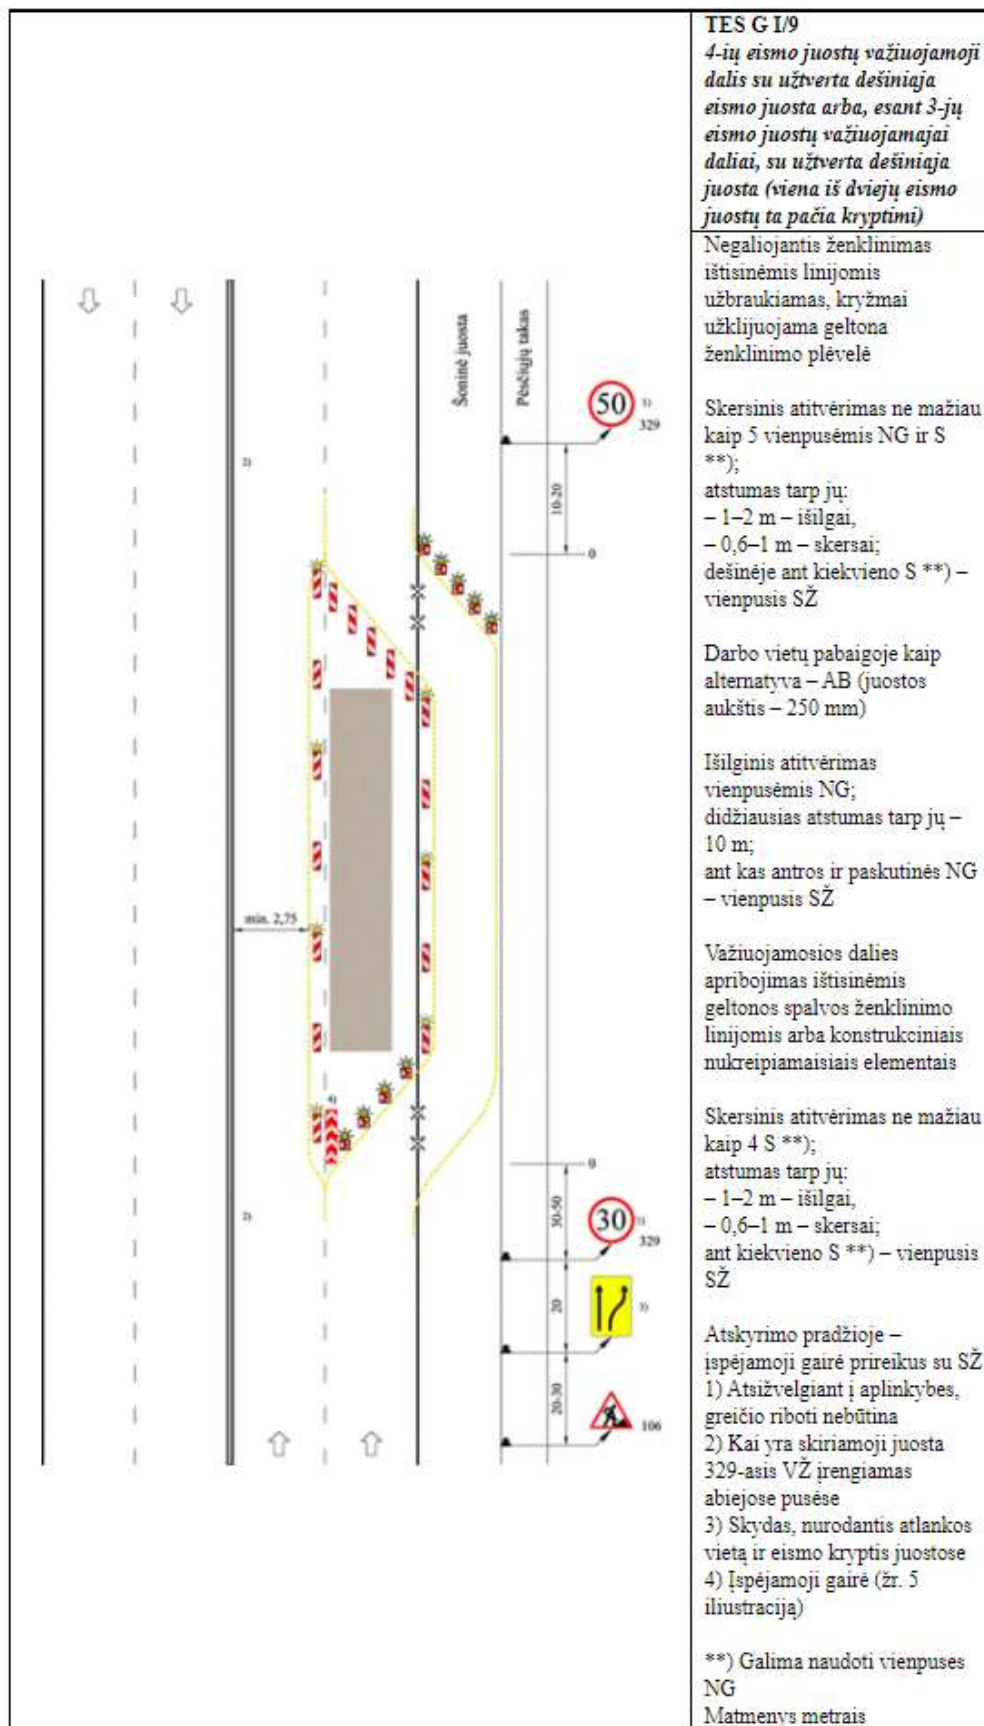 TES G I/9
4-ių eismo juostų važiuojamoji
dalis su užtverta dešiniąja
eismo juosta arba, esant 3-jų
eismo juostų važiuojamajai
daliai, su užtverta dešiniąja
juosta (viena iš dviejų eismo
juostų ta pačia kryptimi)
Negaliojantis ženklinimas
ištisinėmis linijomis
užbraukiamas, kryžmai
užklijuojama geltona
ženklinimo plėvelė
Skersinis atitvėrimas ne mažiau
kaip 5 vienpusėmis NG ir S
**);
atstumas tarp jų:
– 1–2 m – išilgai,
– 0,6–1 m – skersai;
dešinėje ant kiekvieno S **) –
vienpusis SŽ
Darbo vietų pabaigoje kaip
alternatyva – AB (juostos
aukštis – 250 mm)
Išilginis atitvėrimas
vienpusėmis NG;
didžiausias atstumas tarp jų –
10 m;
ant kas antros ir paskutinės NG
– vienpusis SŽ
Važiuojamosios dalies
apribojimas ištisinėmis
geltonos spalvos ženklinimo
linijomis arba konstrukciniais
nukreipiamaisiais elementais
Skersinis atitvėrimas ne mažiau
kaip 4 S **);
atstumas tarp jų:
– 1–2 m – išilgai,
– 0,6–1 m – skersai;
ant kiekvieno S **) – vienpusis
SŽ
Atskyrimo pradžioje –
įspėjamoji gairė prireikus su SŽ
1) Atsižvelgiant į aplinkybes,
greičio riboti nebūtina
2) Kai yra skiriamoji juosta
329-asis VŽ įrengiamas
abiejose pusėse
3) Skydas, nurodantis atlankos
vietą ir eismo kryptis juostose
4) Įspėjamoji gairė (žr. 5
iliustraciją)
**) Galima naudoti vienpuses
NG
Matmenys metrais
Šoninė juosta
Pėsčiųjų takas
50
1)
329
2)
10-20
0
min. 2,75
4)
0
2)
30-50
30
1)
329
20
3)
20-30
106